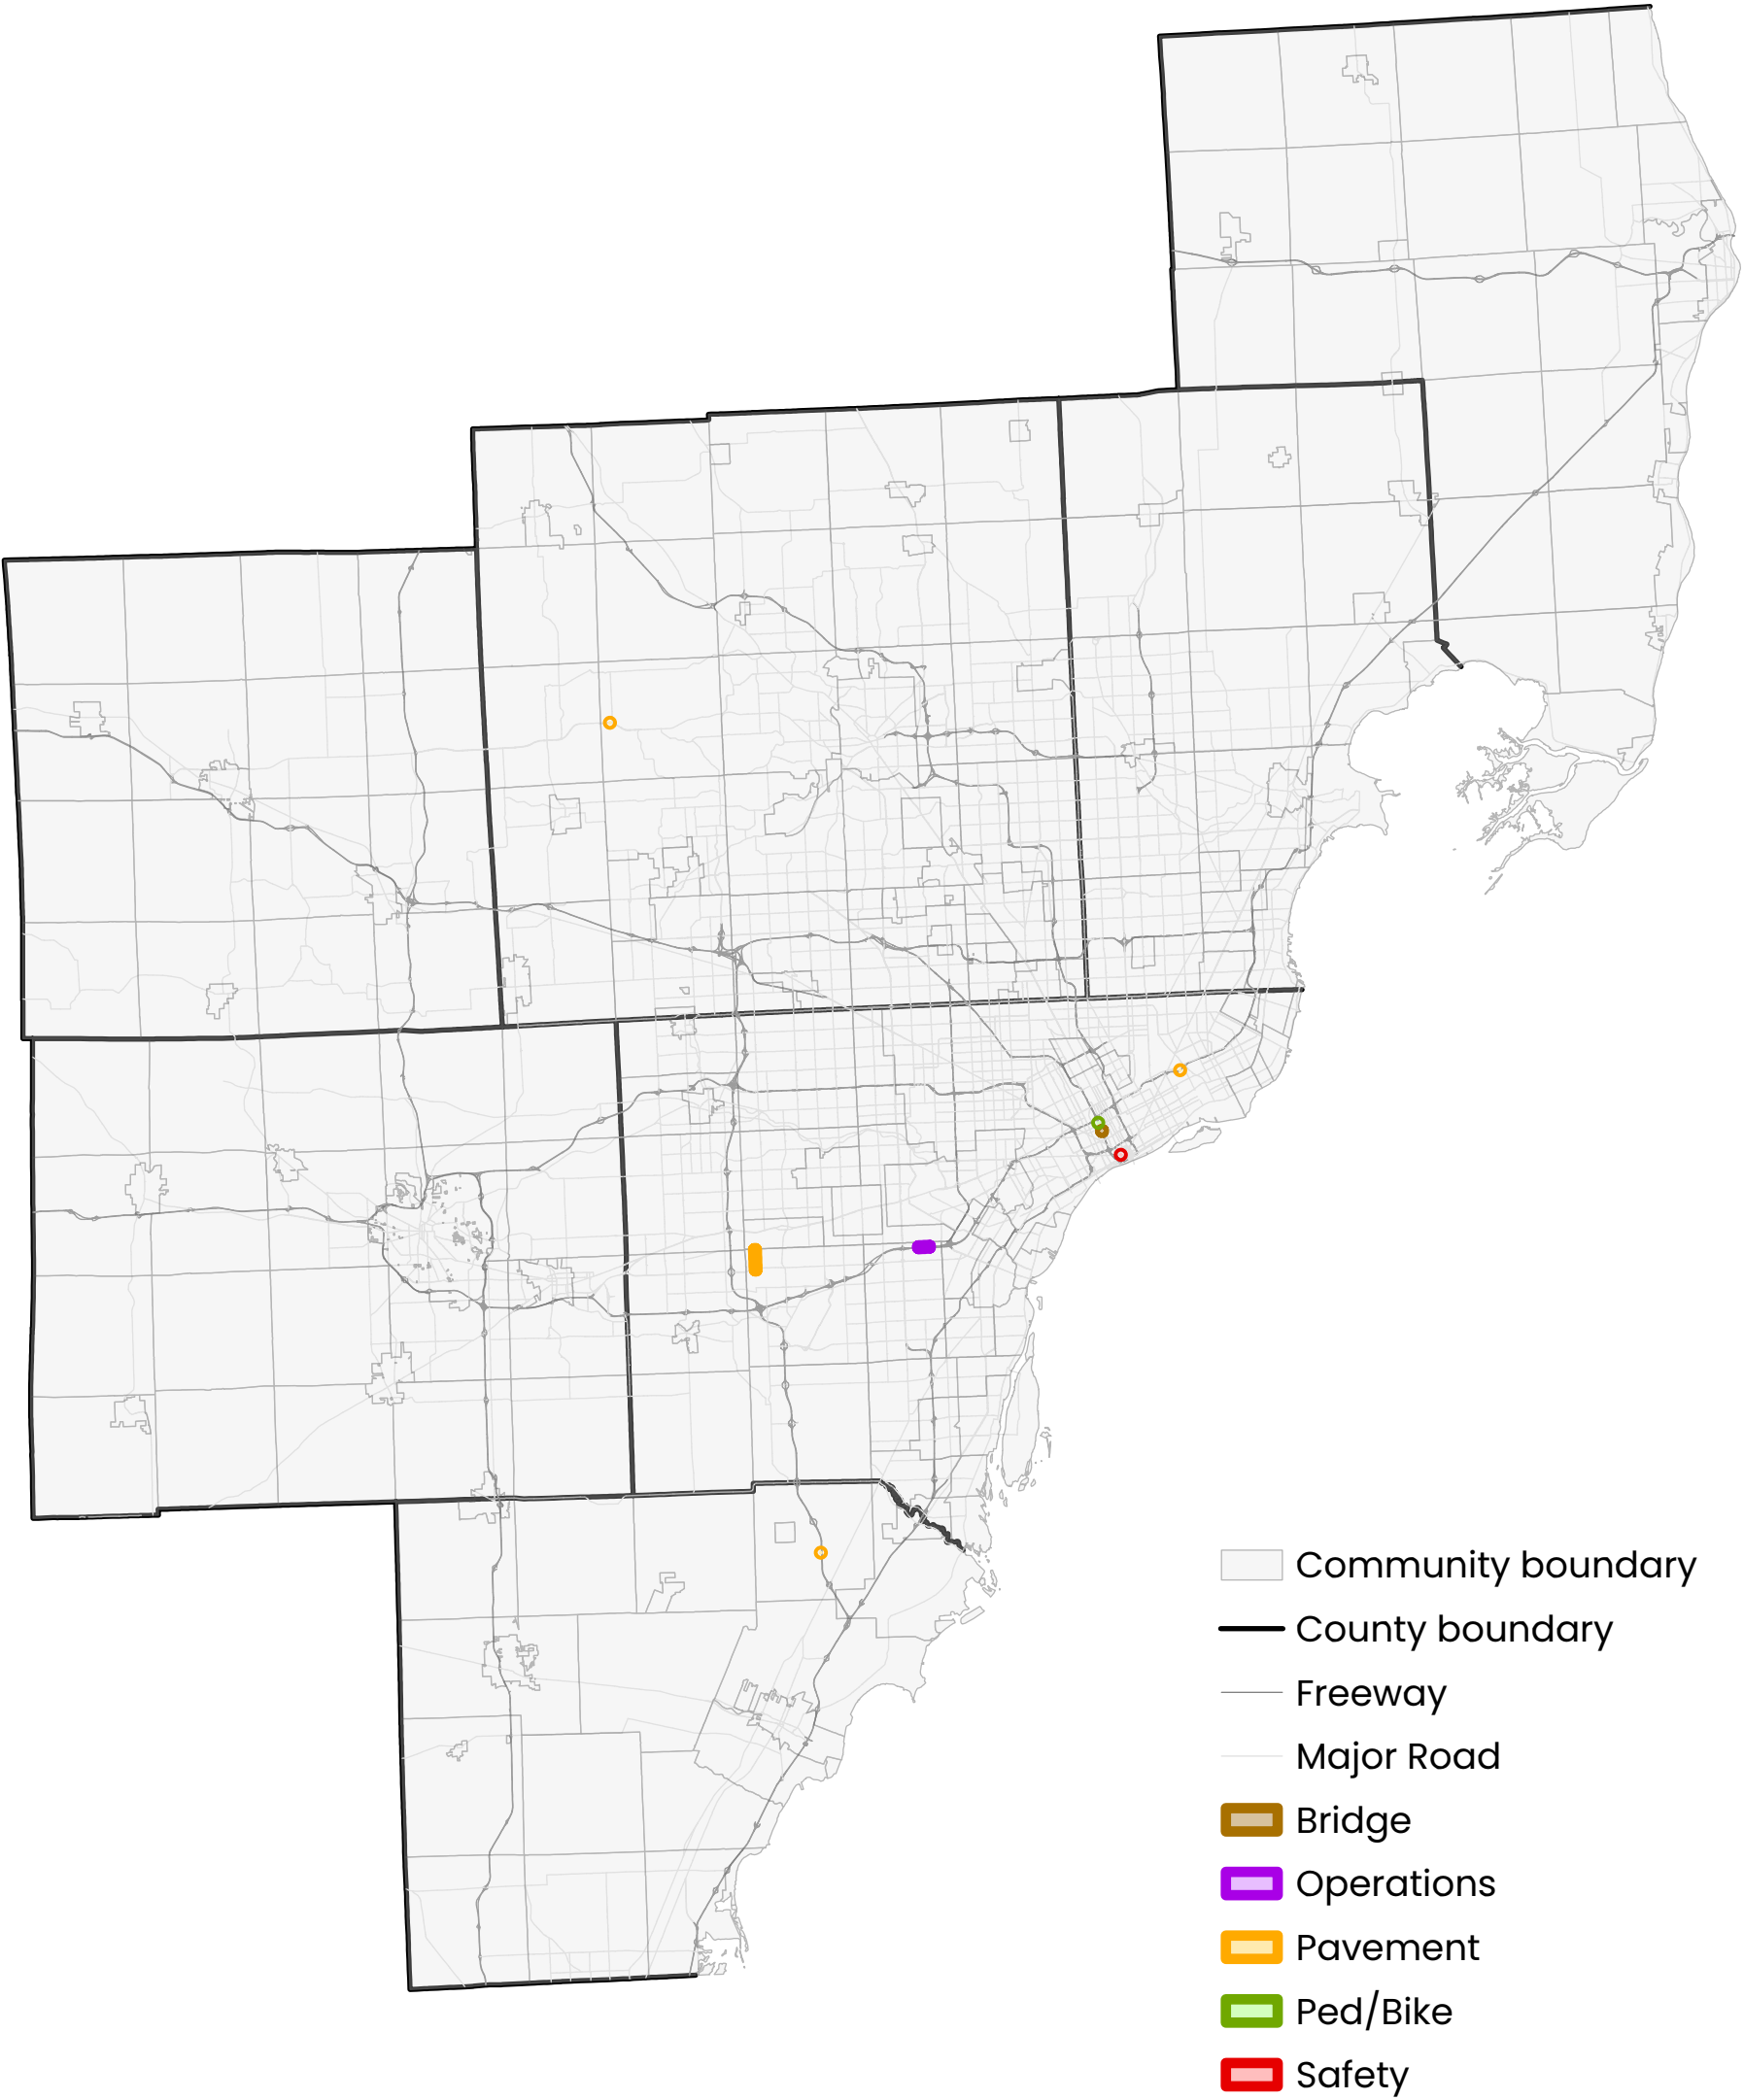 Community boundary
County boundary
Freeway
Major Road
Bridge
Operations
Pavement
Ped/Bike
Safety